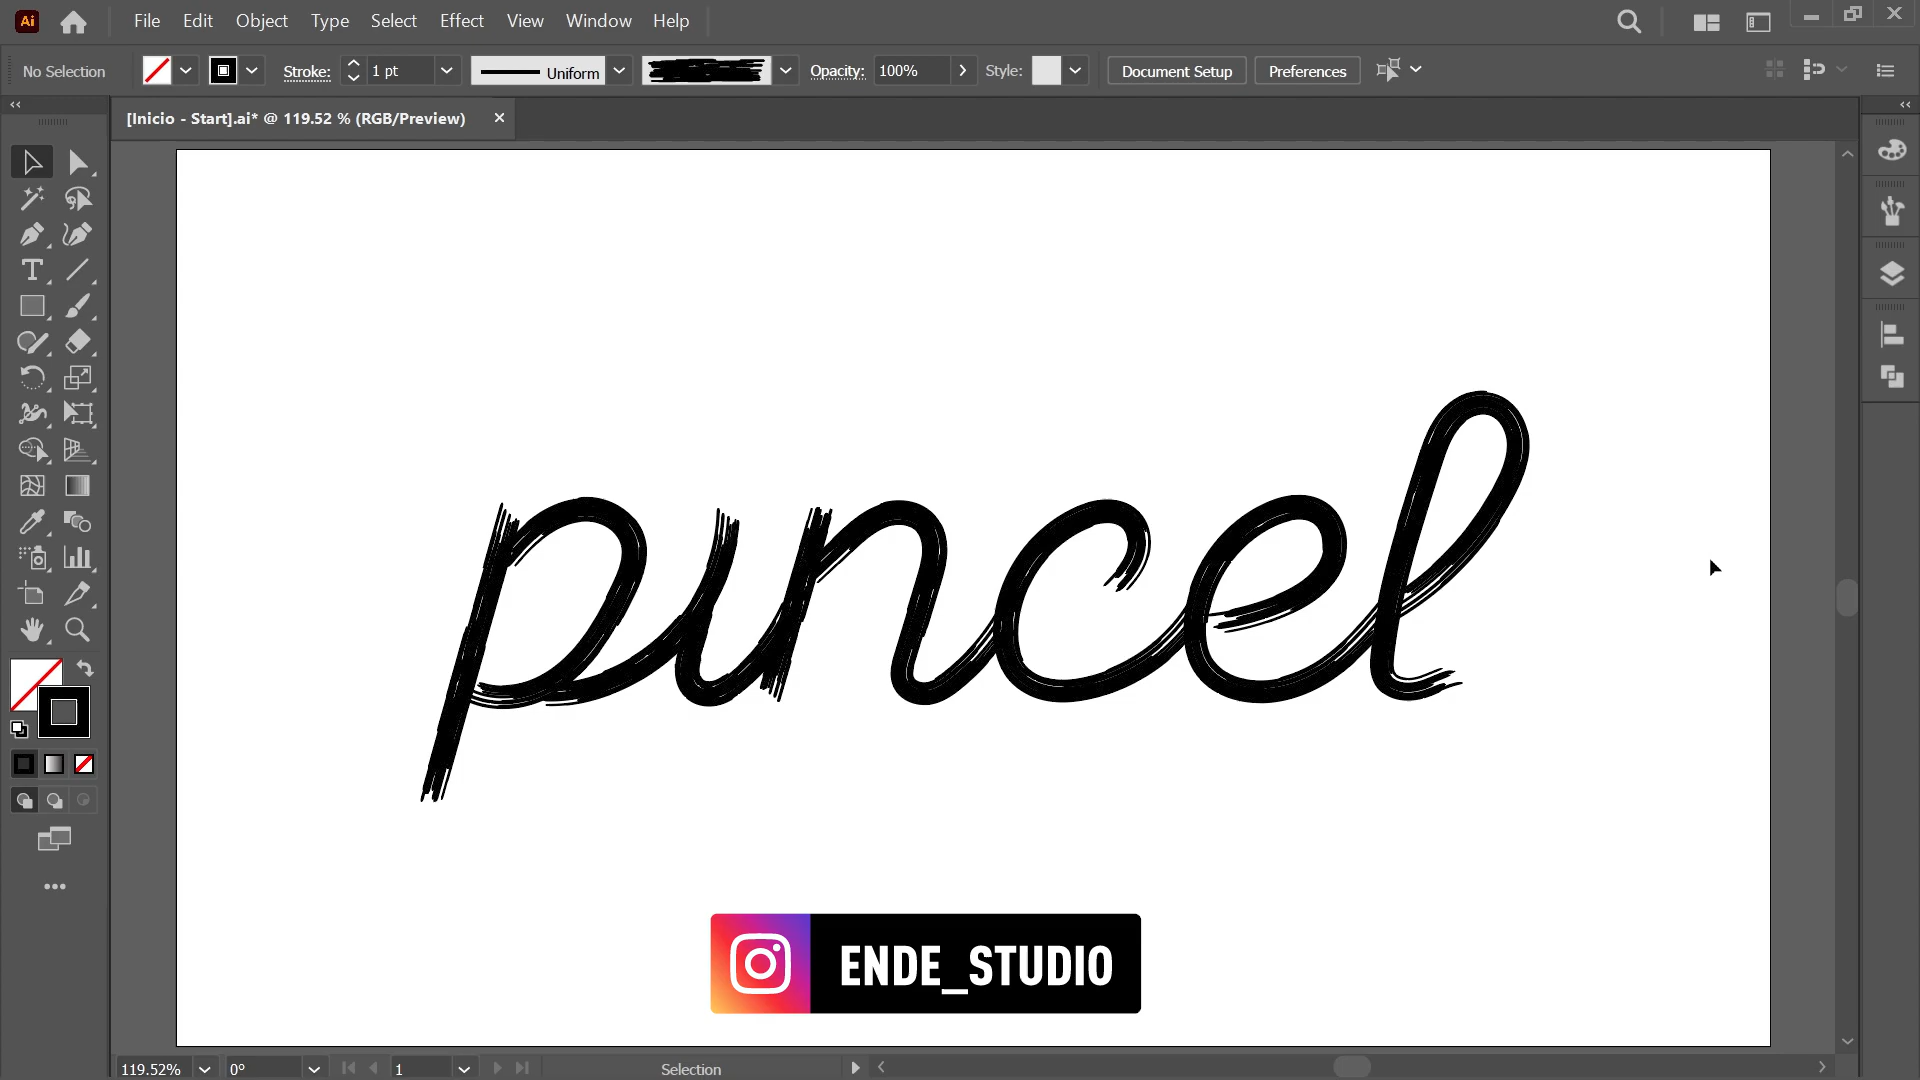 File Edit Object Type Select Effect View Window Help
No Selection Stroke: 1 pt Uniform Opacity: 100% Style: Document Setup Preferences
[Inicio - Start].ai* @ 119.52 % (RGB/Preview)
pıncel
ENDE_STUDIO
119.52% 0° 1 Selection